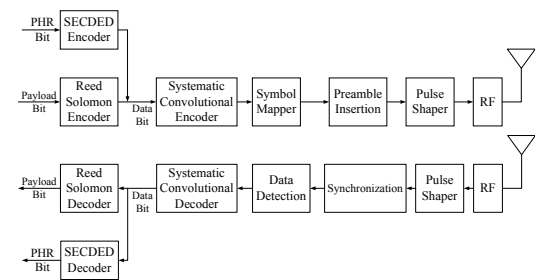 PHR
Bit
SECDED
Encoder
Payload
Bit
Reed
Solomon
Encoder
Data
Bit
Systematic
Convolutional
Encoder
Symbol
Mapper
Preamble
Insertion
Pulse
Shaper
RF
Payload
Bit
Reed
Solomon
Decoder
Data
Bit
Systematic
Convolutional
Decoder
Data
Detection
Synchronization
Pulse
Shaper
RF
PHR
Bit
SECDED
Decoder